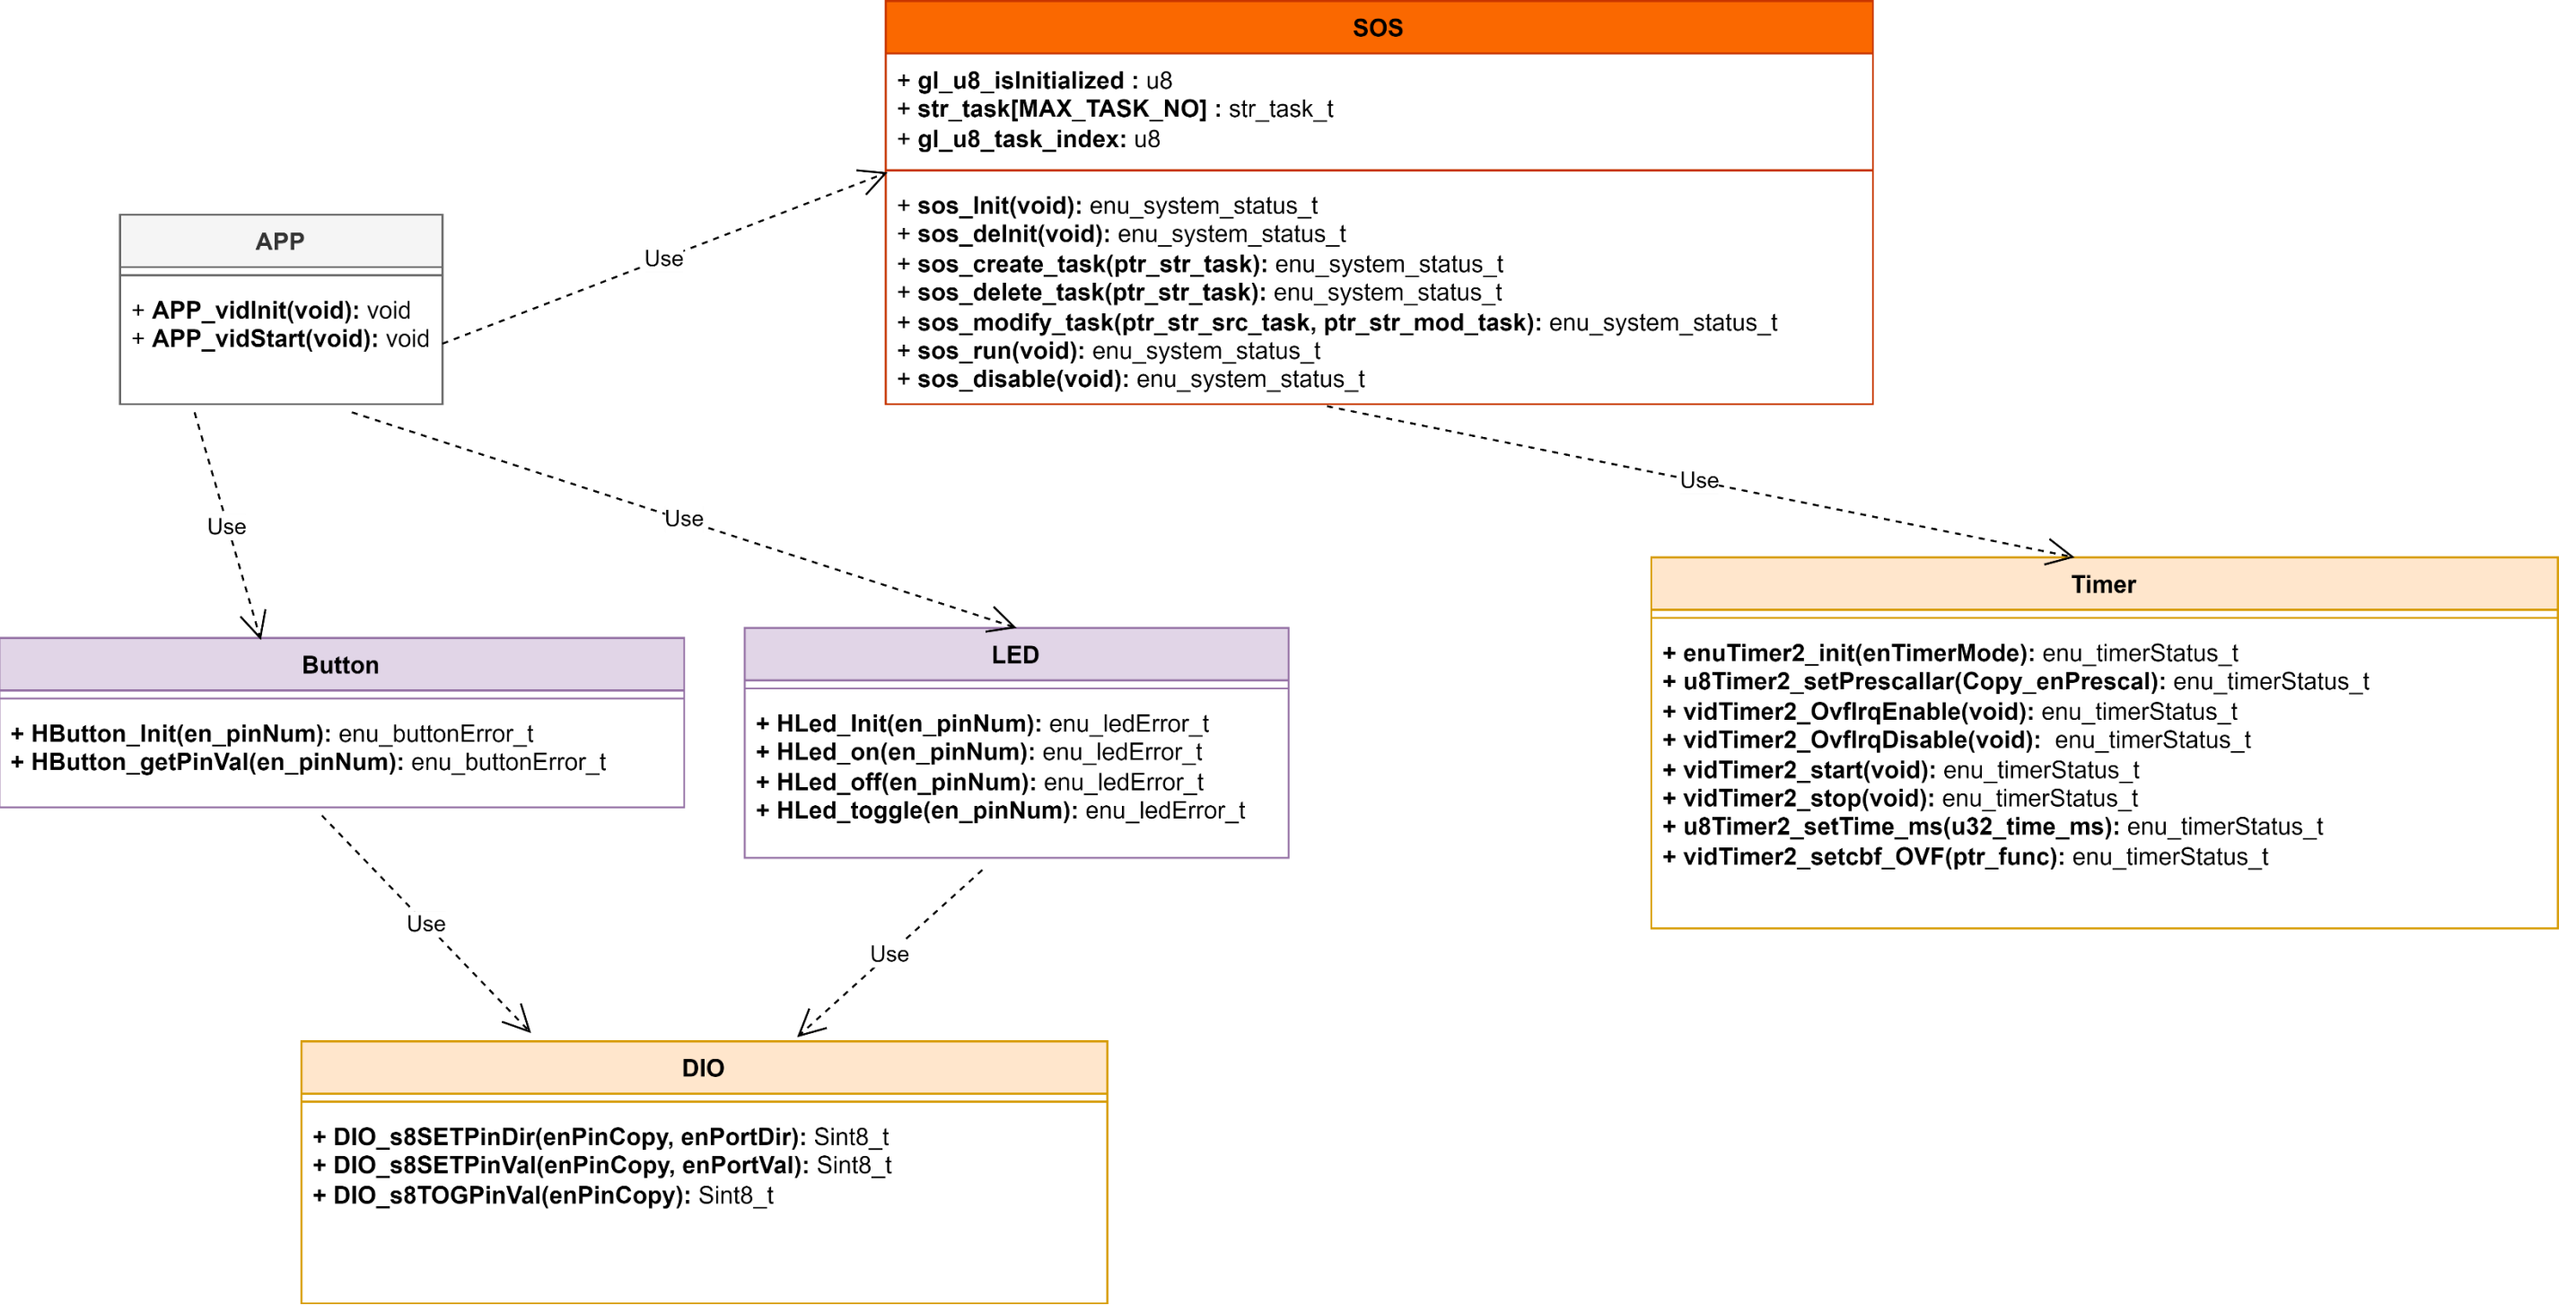 SOS
+ gl_u8_isInitialized : u8
+ str_task[MAX_TASK_NO] : str_task_t
+ gl_u8_task_index: u8
+ sos_Init(void): enu_system_status_t
+ sos_deInit(void): enu_system_status_t
+ sos_create_task(ptr_str_task): enu_system_status_t
+ sos_delete_task(ptr_str_task): enu_system_status_t
+ sos_modify_task(ptr_str_src_task, ptr_str_mod_task): enu_system_status_t
+ sos_run(void): enu_system_status_t
+ sos_disable(void): enu_system_status_t
APP
+ APP_vidInit(void): void
+ APP_vidStart(void): void
Use
Use
Use
Use
Button
+ HButton_Init(en_pinNum): enu_buttonError_t
+ HButton_getPinVal(en_pinNum): enu_buttonError_t
LED
+ HLed_Init(en_pinNum): enu_ledError_t
+ HLed_on(en_pinNum): enu_ledError_t
+ HLed_off(en_pinNum): enu_ledError_t
+ HLed_toggle(en_pinNum): enu_ledError_t
Timer
+ enuTimer2_init(enTimerMode): enu_timerStatus_t
+ u8Timer2_setPrescallar(Copy_enPrescal): enu_timerStatus_t
+ vidTimer2_OvfIrqEnable(void): enu_timerStatus_t
+ vidTimer2_OvfIrqDisable(void): enu_timerStatus_t
+ vidTimer2_start(void): enu_timerStatus_t
+ vidTimer2_stop(void): enu_timerStatus_t
+ u8Timer2_setTime_ms(u32_time_ms): enu_timerStatus_t
+ vidTimer2_setcbf_OVF(ptr_func): enu_timerStatus_t
Use
Use
DIO
+ DIO_s8SETPinDir(enPinCopy, enPortDir): Sint8_t
+ DIO_s8SETPinVal(enPinCopy, enPortVal): Sint8_t
+ DIO_s8TOGPinVal(enPinCopy): Sint8_t